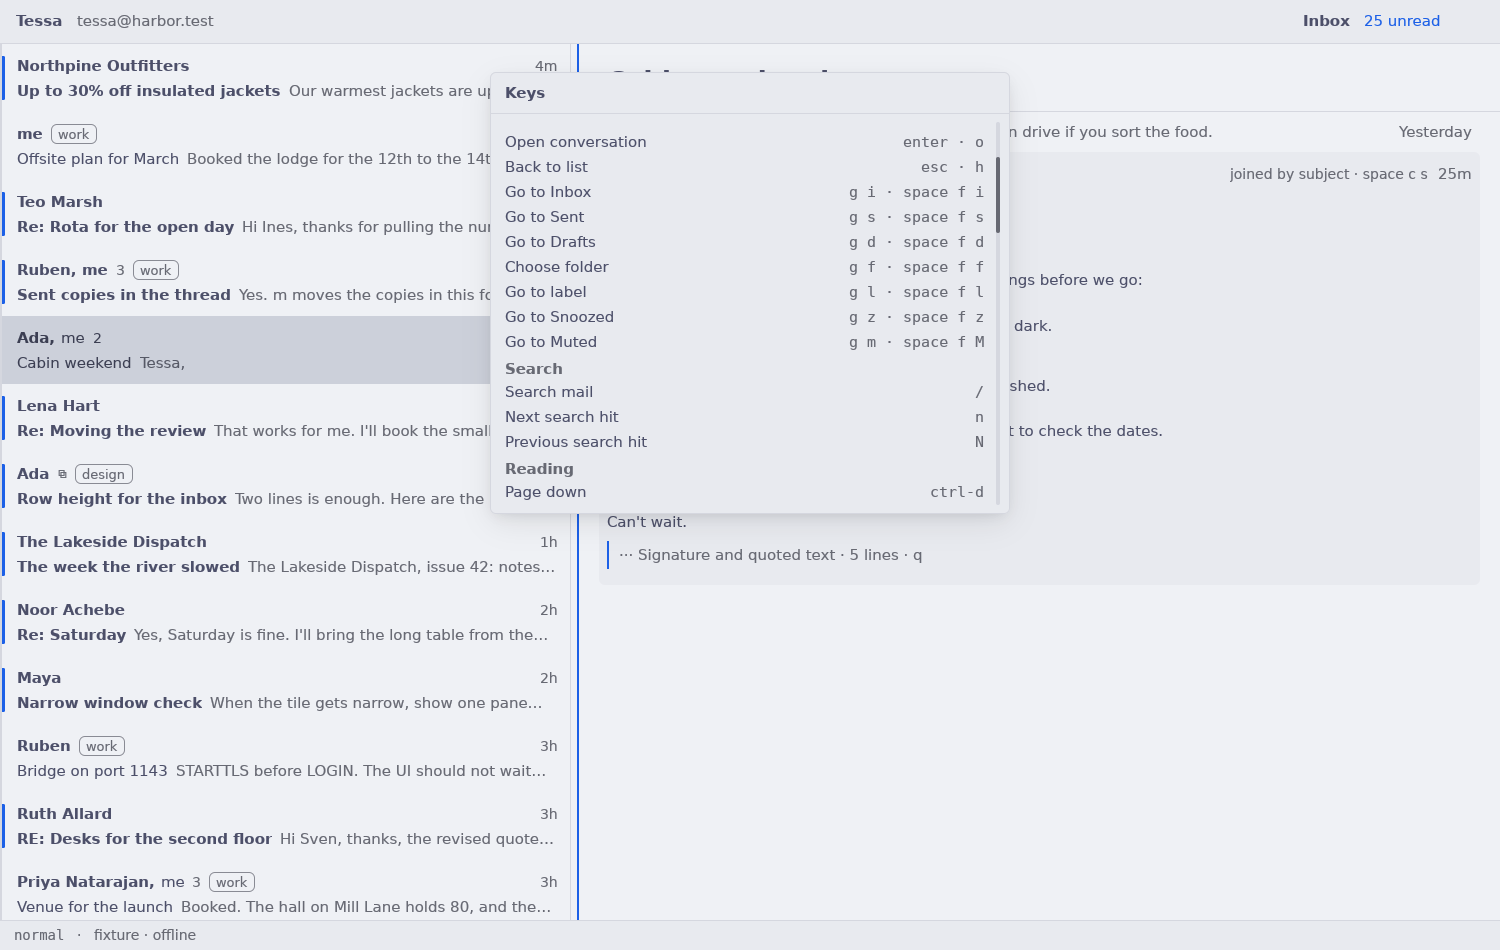 Tessa tessa@harbor.test Inbox 25 unread
Northpine Outfitters 4m
Up to 30% off insulated jackets Our warmest jackets are
me work
Offsite plan for March Booked the lodge for the 12th to the 14t
Teo Marsh
Re: Rota for the open day Hi Ines, thanks for pulling the
Ruben, me 3 work
Sent copies in the thread Yes. m moves the copies in this
Ada, me 2
Cabin weekend Tessa,
Lena Hart
Re: Moving the review That works for me. I'll book the small
Ada design
Row height for the inbox Two lines is enough. Here are the
The Lakeside Dispatch 1h
The week the river slowed The Lakeside Dispatch, issue 42: notes…
Noor Achebe 2h
Re: Saturday Yes, Saturday is fine. I'll bring the long table from the…
Maya 2h
Narrow window check When the tile gets narrow, show one pane…
Ruben work 3h
Bridge on port 1143 STARTTLS before LOGIN. The UI should not wait…
Ruth Allard 3h
RE: Desks for the second floor Hi Sven, thanks, the revised quote…
Priya Natarajan, me 3 work 3h
Venue for the launch Booked. The hall on Mill Lane holds 80, and the…
Keys
Open conversation enter · o
Back to list esc · h
Go to Inbox g i · space f i
Go to Sent g s · space f s
Go to Drafts g d · space f d
Choose folder g f · space f f
Go to label g l · space f l
Go to Snoozed g z · space f z
Go to Muted g m · space f M
Search
Search mail /
Next search hit n
Previous search hit N
Reading
Page down ctrl-d
n drive if you sort the food. Yesterday
joined by subject · space c s 25m
ngs before we go:
dark.
shed.
t to check the dates.
Can't wait.
··· Signature and quoted text · 5 lines · q
normal · fixture · offline